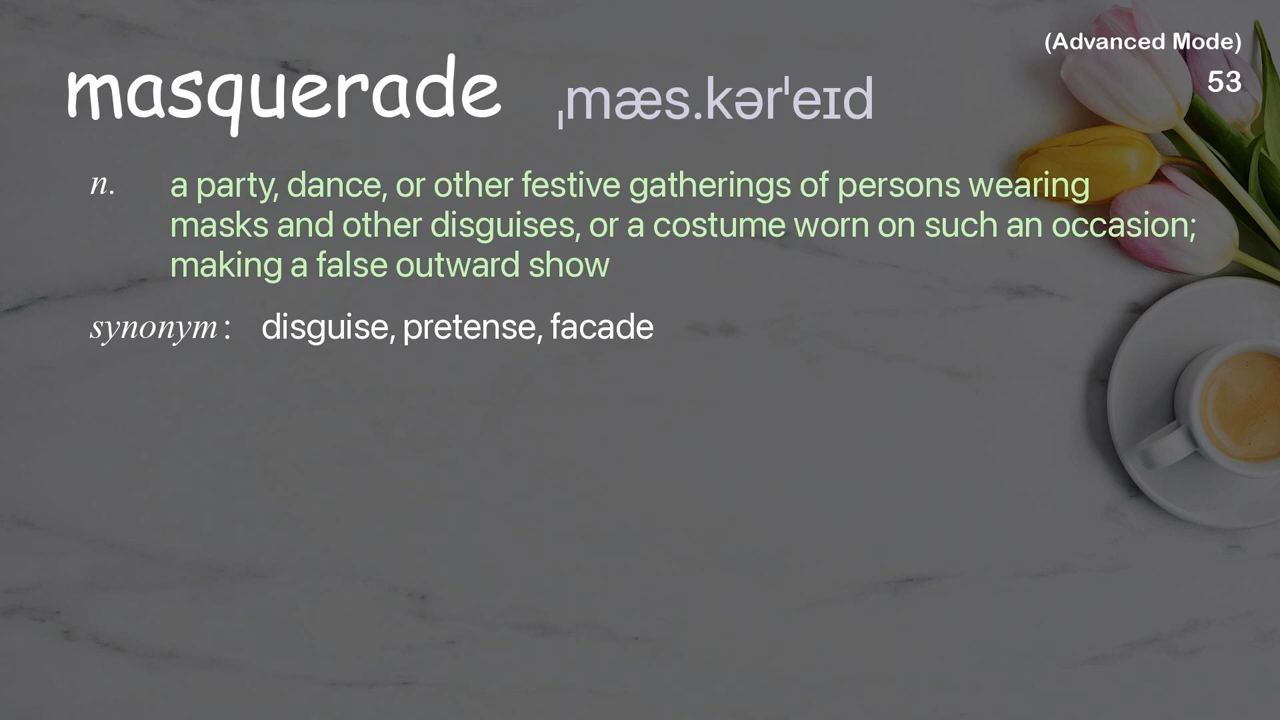 (Advanced Mode)
masquerade ˌmæs.kərˈeɪd
53
n. a party, dance, or other festive gatherings of persons wearing
masks and other disguises, or a costume worn on such an occasion;
making a false outward show
synonym: disguise, pretense, facade